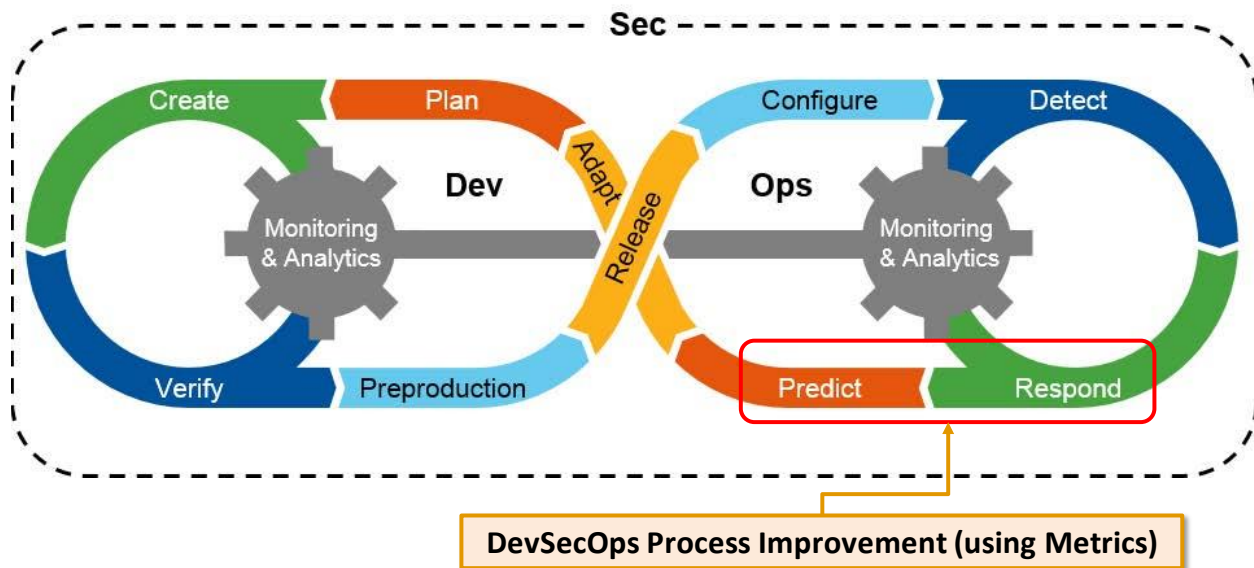 Sec
Create
Plan
Configure
Detect
Adapt
Dev
Ops
Release
Monitoring
& Analytics
Monitoring
& Analytics
Verify
Preproduction
Predict
Respond
DevSecOps Process Improvement (using Metrics)